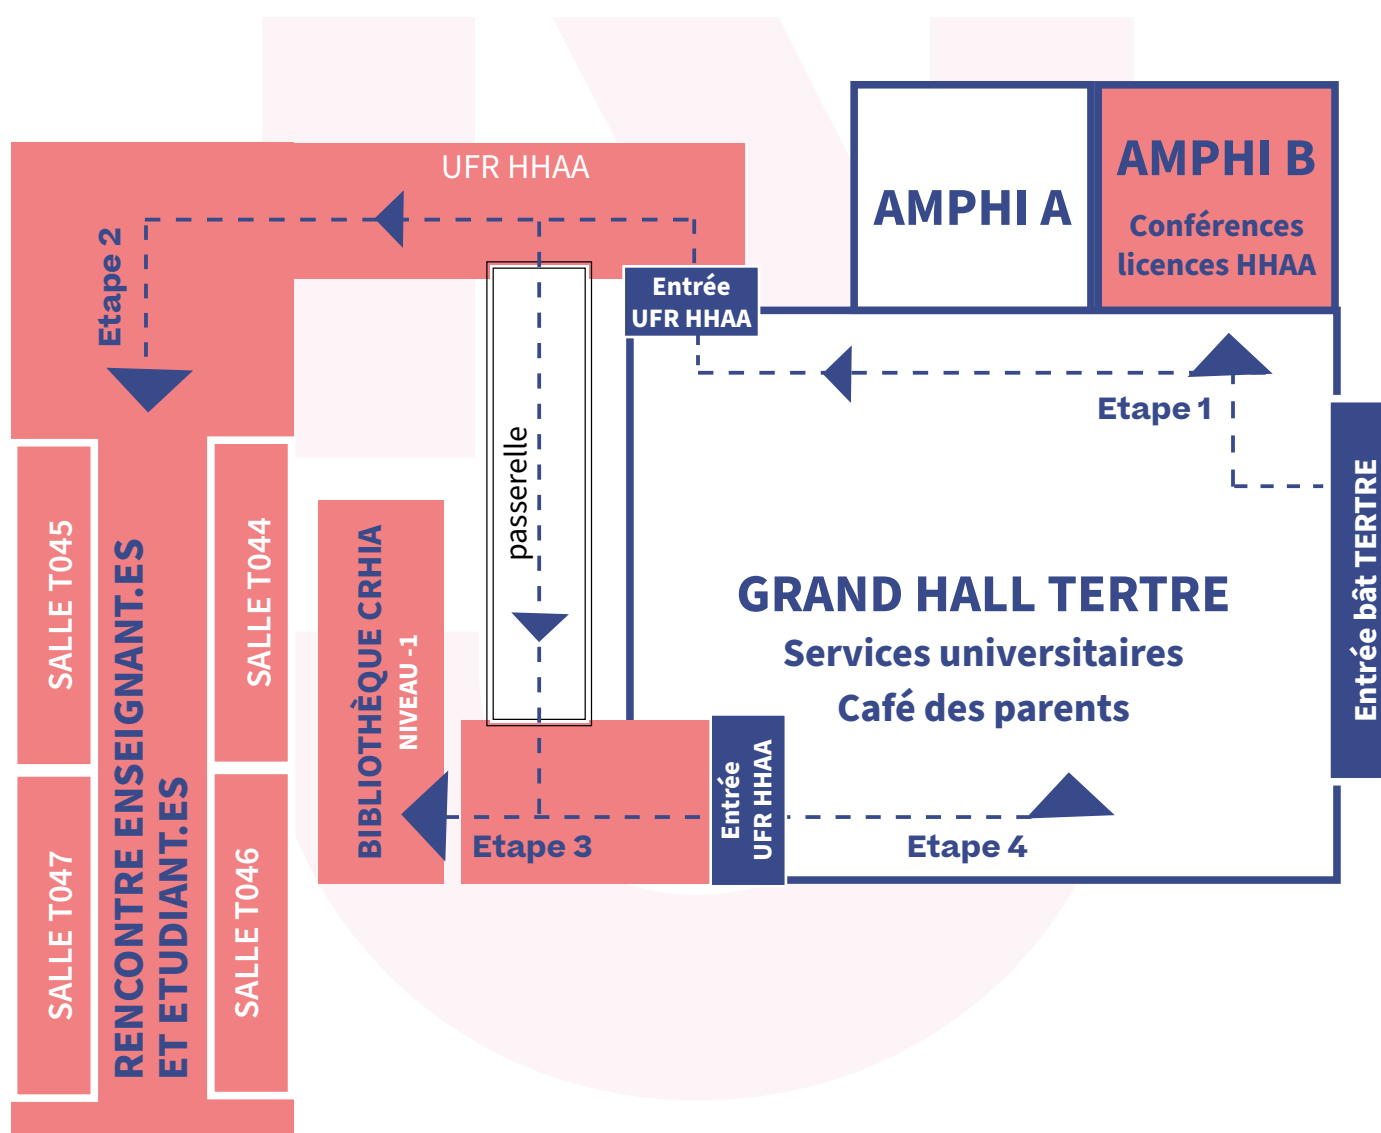 UFR HHAA
AMPHI A
AMPHI B
Conférences
licences HHAA
Etape 2
Entrée
UFR HHAA
Etape 1
passerelle
Entrée bât TERTRE
SALLE T045
SALLE T044
RENCONTRE ENSEIGNANT.ES
ET ETUDIANT.ES
SALLE T047
SALLE T046
BIBLIOTHÈQUE CRHIA
NIVEAU -1
GRAND HALL TERTRE
Services universitaires
Café des parents
Etape 3
Entrée
UFR HHAA
Etape 4